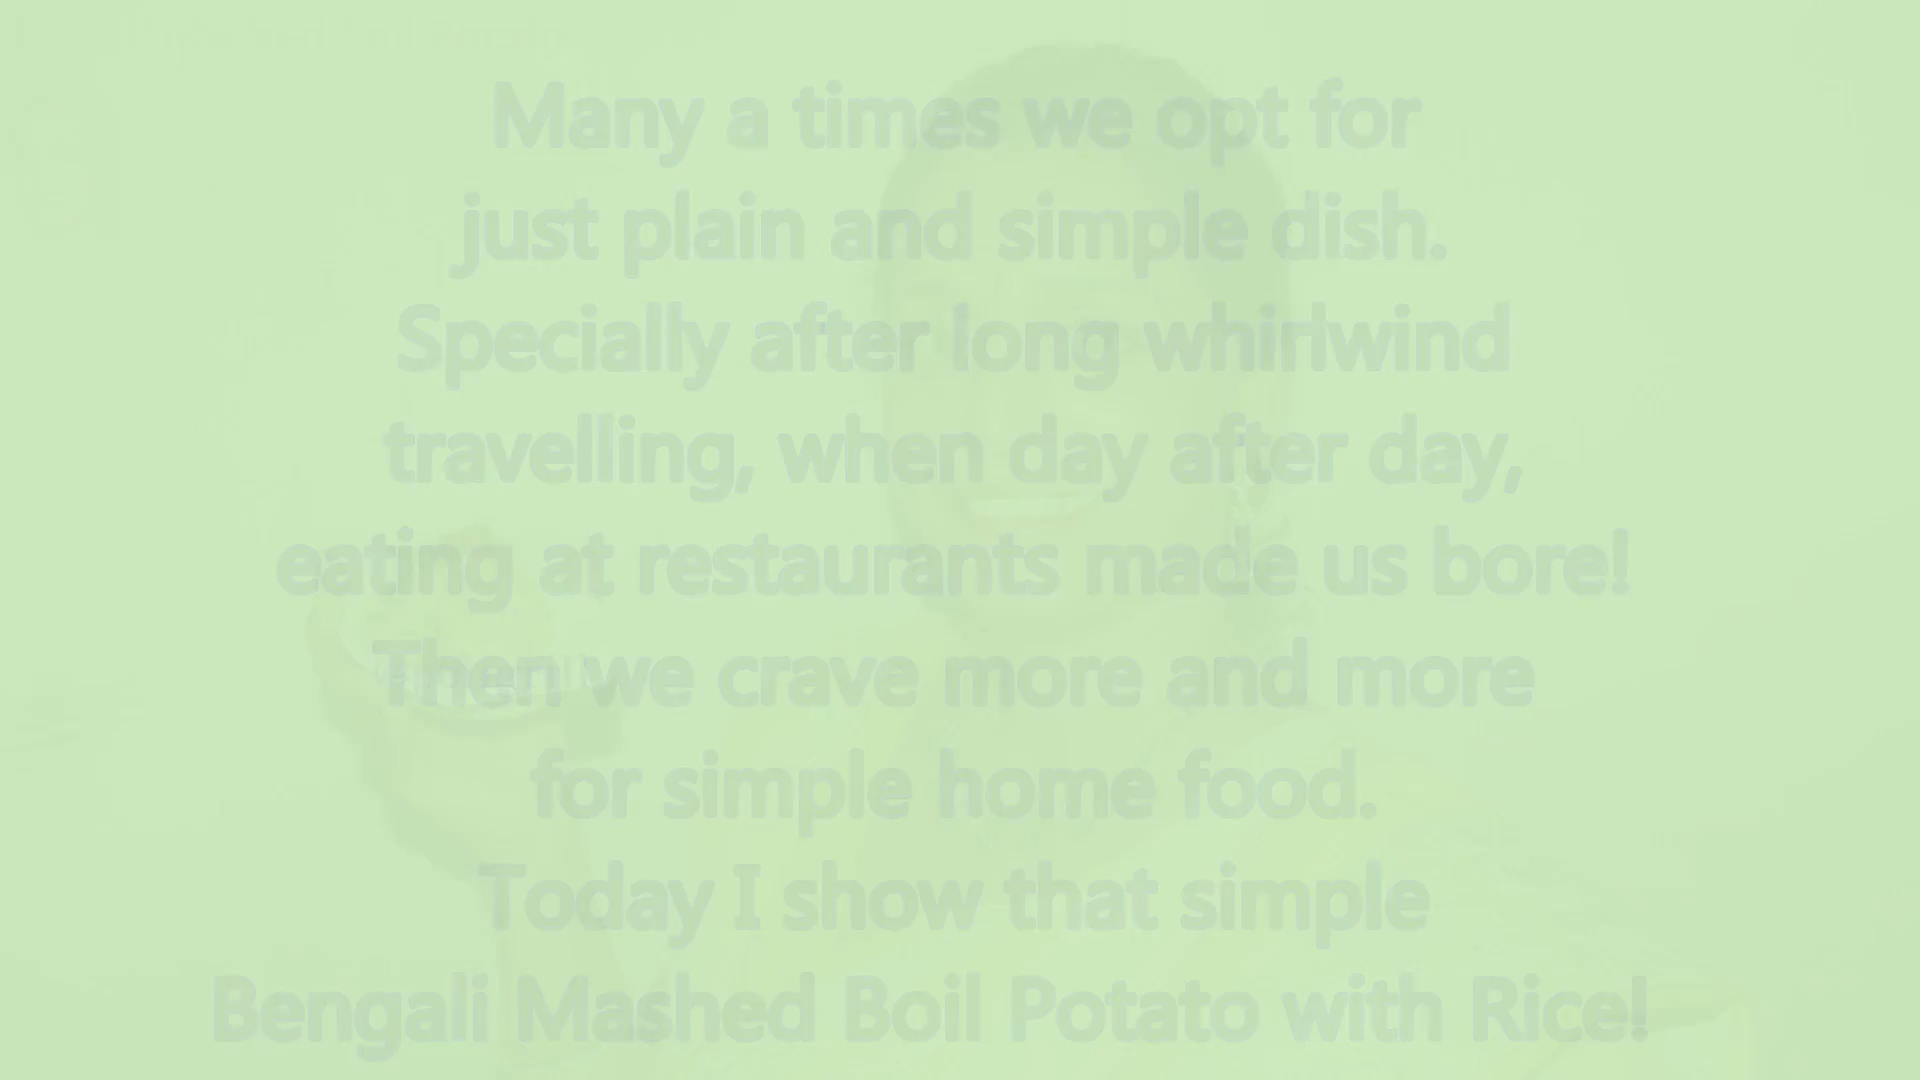 Many a times we opt for
just plain and simple dish.
Specially after long whirlwind
travelling, when day after day,
eating at restaurants made us bore!
Then we crave more and more
for simple home food.
Today I show that simple
Bengali Mashed Boil Potato with Rice!